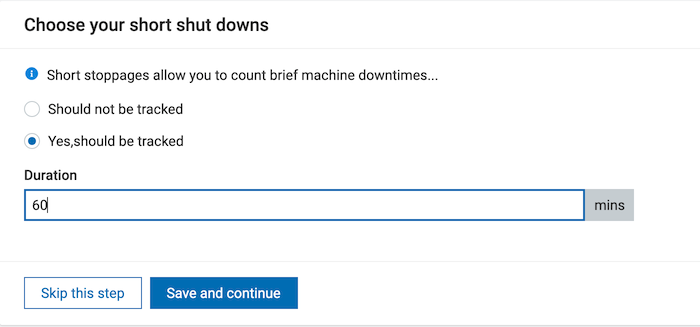 Choose your short shut downs
Short stoppages allow you to count brief machine downtimes...
Should not be tracked
Yes,should be tracked
Duration
60 mins
Skip this step Save and continue